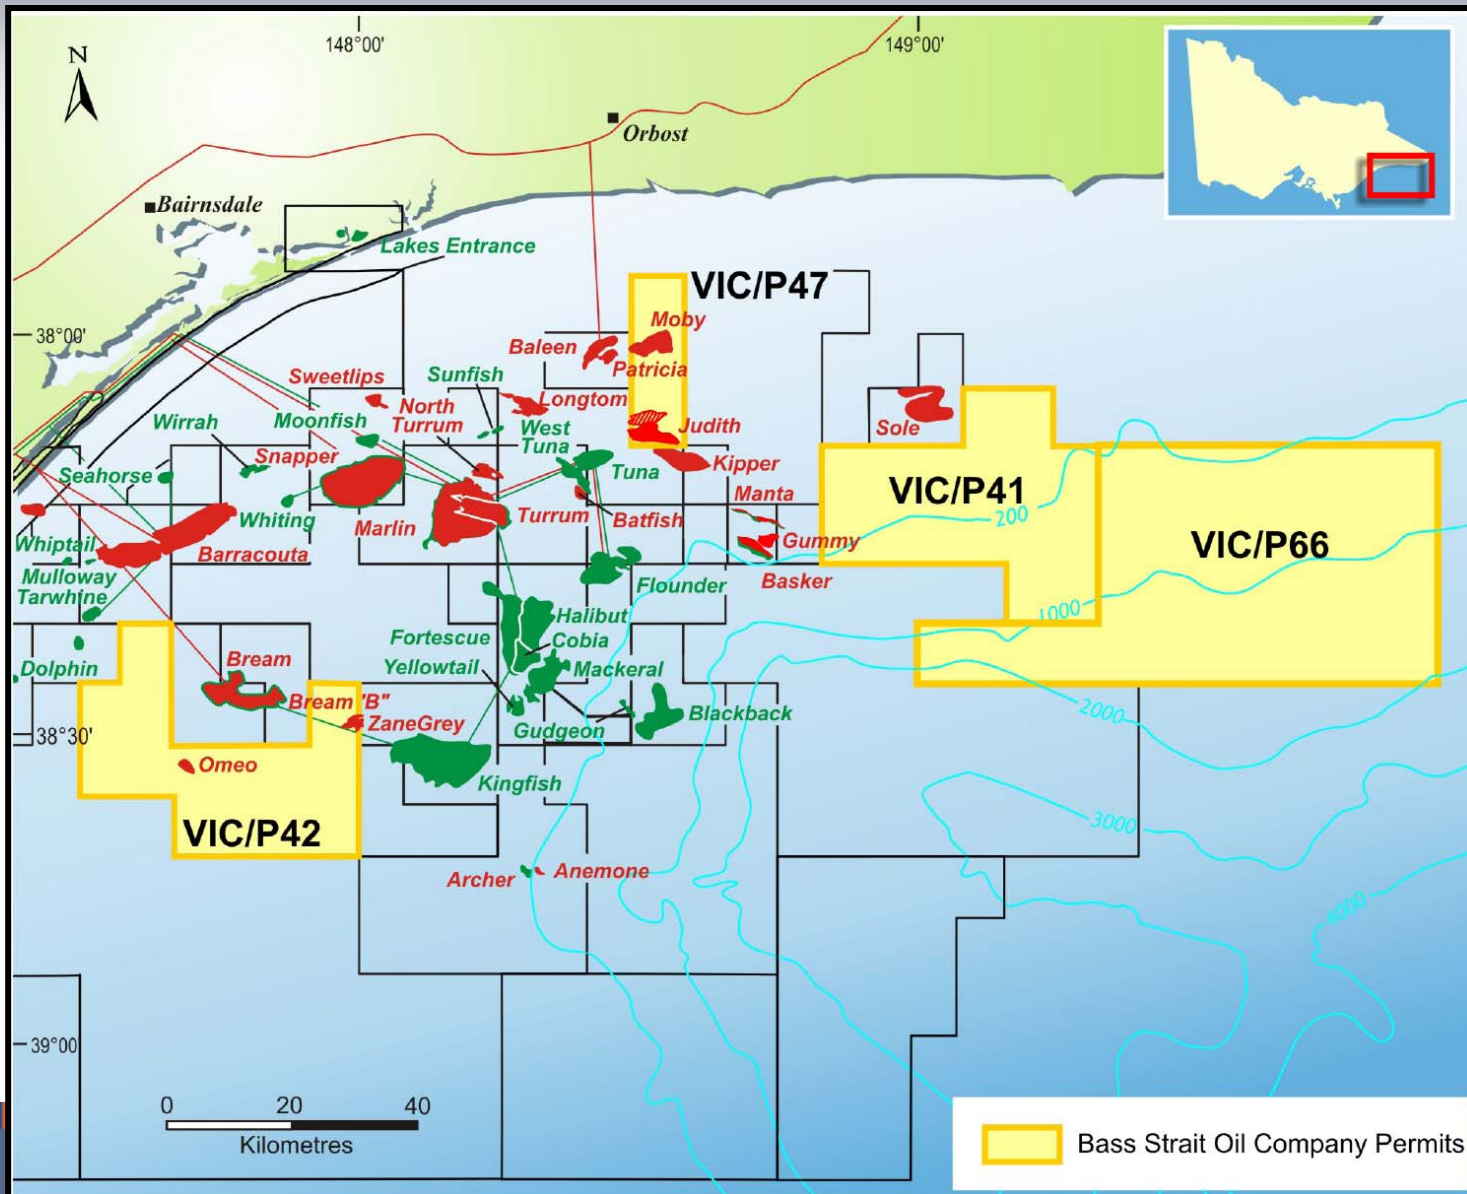 148°00'
149°00'
N
Orbost
Bairnsdale
Lakes Entrance
VIC/P47
38°00'
Moby
Baleen
Patricia
Sunfish
Sweetlips
Longtom
North
Turrum
Moonfish
Wirrah
West
Tuna
Judith
Sole
Snapper
Seahorse
Tuna
Kipper
VIC/P41
Manta
Whiting
Marlin
Turrum
Batfish
200
Gummy
VIC/P66
Whiptail
Barracouta
Mulloway
Tarwhine
Basker
Flounder
1000
Halibut
Fortescue
Cobia
Yellowtail
Mackeral
Dolphin
Bream
Bream "B"
ZaneGrey
Gudgeon
Blackback
2000
38°30'
Omeo
Kingfish
VIC/P42
3000
Archer
Anemone
4000
39°00'
0 20 40
Kilometres
Bass Strait Oil Company Permits